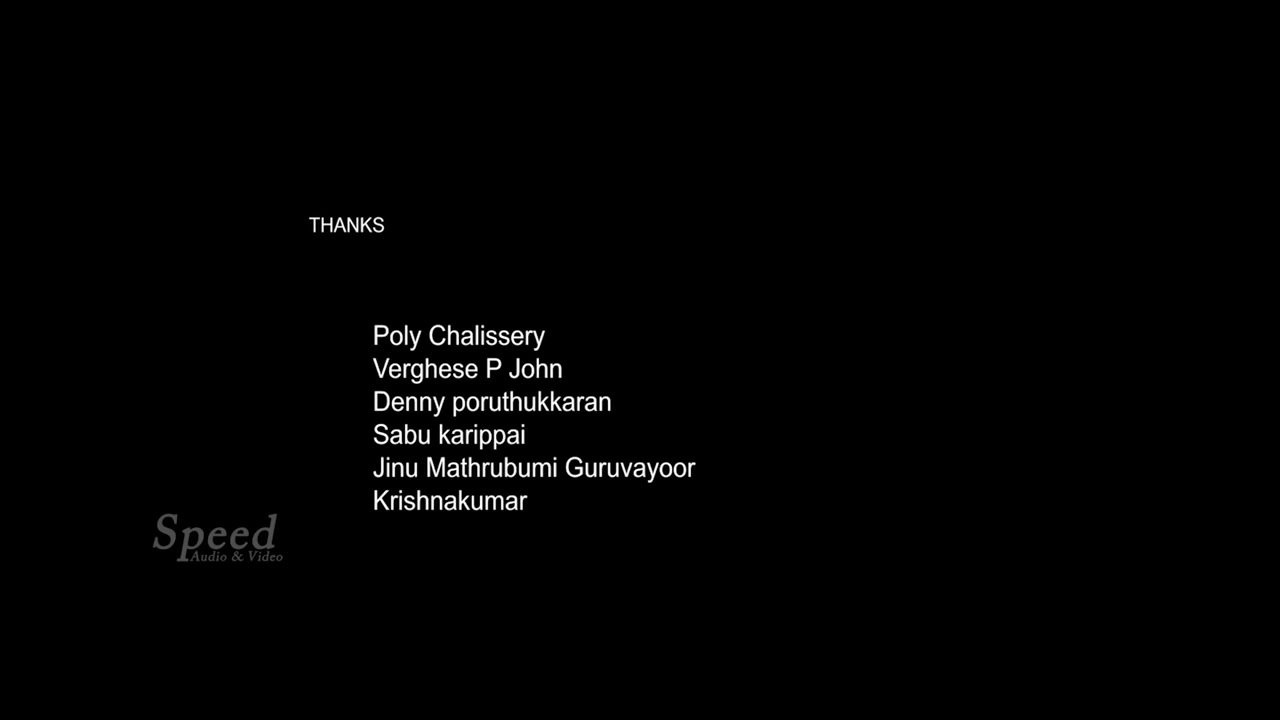 THANKS
Poly Chalissery
Verghese P John
Denny poruthukkaran
Sabu karippai
Jinu Mathrubumi Guruvayoor
Krishnakumar
Speed
Audio & Video